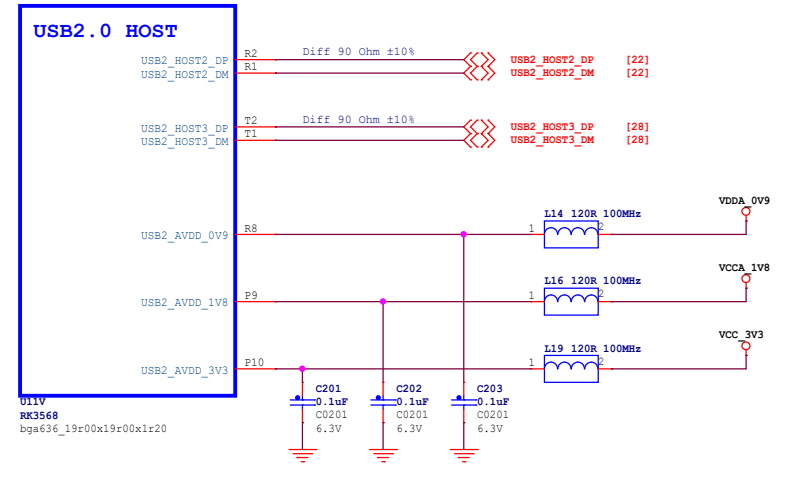 USB2.0 HOST
USB2_HOST2_DP R2 Diff 90 Ohm ±10% USB2_HOST2_DP [22]
USB2_HOST2_DM R1 USB2_HOST2_DM [22]
USB2_HOST3_DP T2 Diff 90 Ohm ±10% USB2_HOST3_DP [28]
USB2_HOST3_DM T1 USB2_HOST3_DM [28]
VDDA_0V9
L14 120R 100MHz
USB2_AVDD_0V9 R8 1 2
VCCA_1V8
L16 120R 100MHz
USB2_AVDD_1V8 P9 1 2
VCC_3V3
L19 120R 100MHz
USB2_AVDD_3V3 P10 1 2
C201 C202 C203
0.1uF 0.1uF 0.1uF
C0201 C0201 C0201
6.3V 6.3V 6.3V
U11V
RK3568
bga636_19r00x19r00x1r20